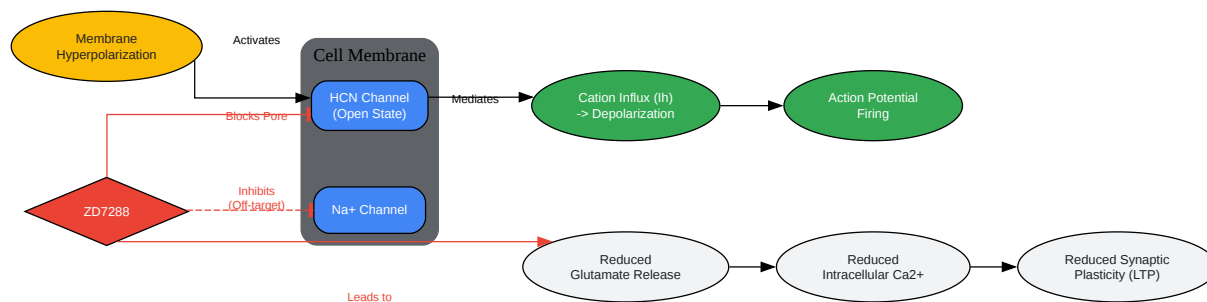 Membrane
Hyperpolarization
Activates
Cell Membrane
HCN Channel
(Open State)
Blocks Pore
Mediates
Cation Influx (Ih)
-> Depolarization
Action Potential
Firing
ZD7288
Inhibits
(Off-target)
Na+ Channel
Reduced
Glutamate Release
Reduced
Intracellular Ca2+
Reduced Synaptic
Plasticity (LTP)
Leads to